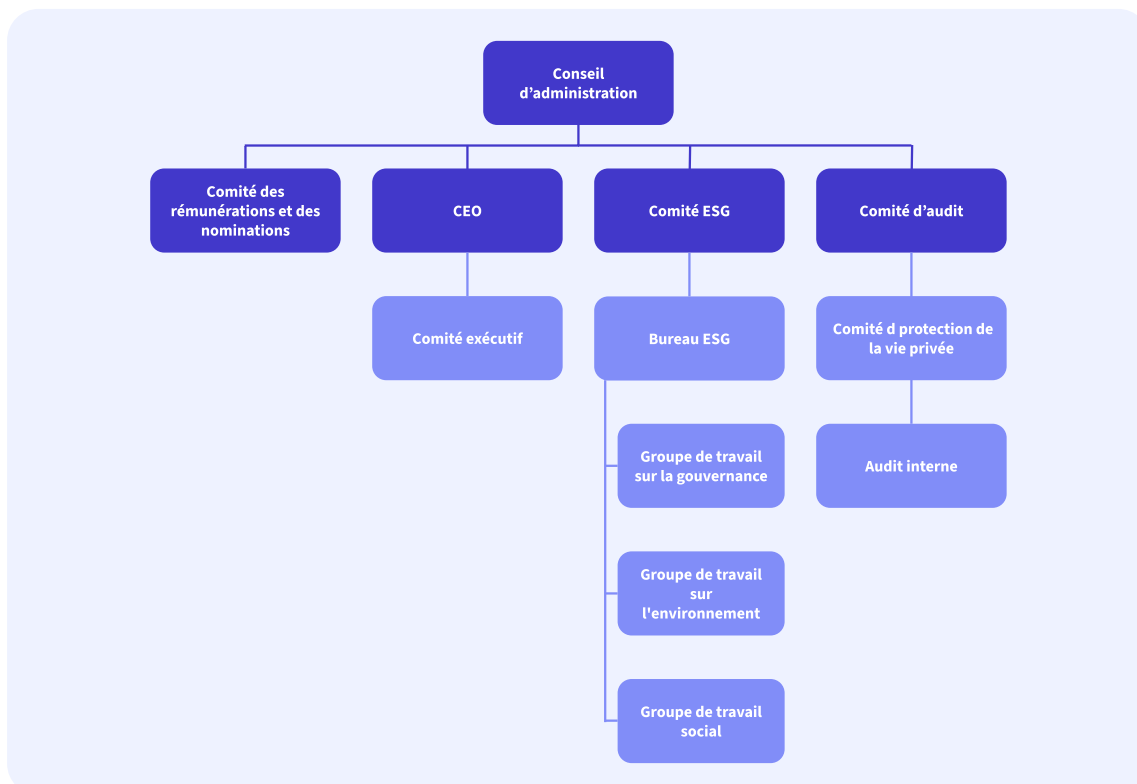 Conseil
d’administration
Comité des
rémunérations et des
nominations
CEO
Comité ESG
Comité d’audit
Comité exécutif
Bureau ESG
Comité d protection de
la vie privée
Groupe de travail
sur la gouvernance
Audit interne
Groupe de travail
sur
l'environnement
Groupe de travail
social